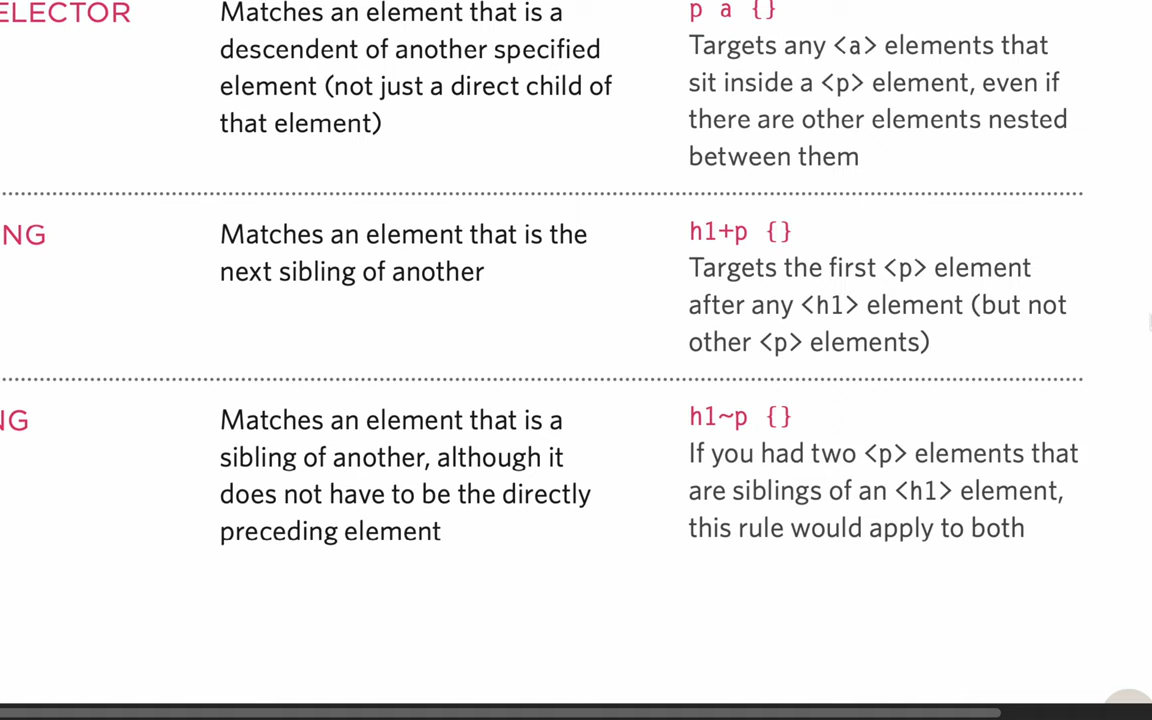 ELECTOR
Matches an element that is a
descendent of another specified
element (not just a direct child of
that element)
p a {}
Targets any <a> elements that
sit inside a <p> element, even if
there are other elements nested
between them
NG
Matches an element that is the
next sibling of another
h1+p {}
Targets the first <p> element
after any <h1> element (but not
other <p> elements)
NG
Matches an element that is a
sibling of another, although it
does not have to be the directly
preceding element
h1~p {}
If you had two <p> elements that
are siblings of an <h1> element,
this rule would apply to both